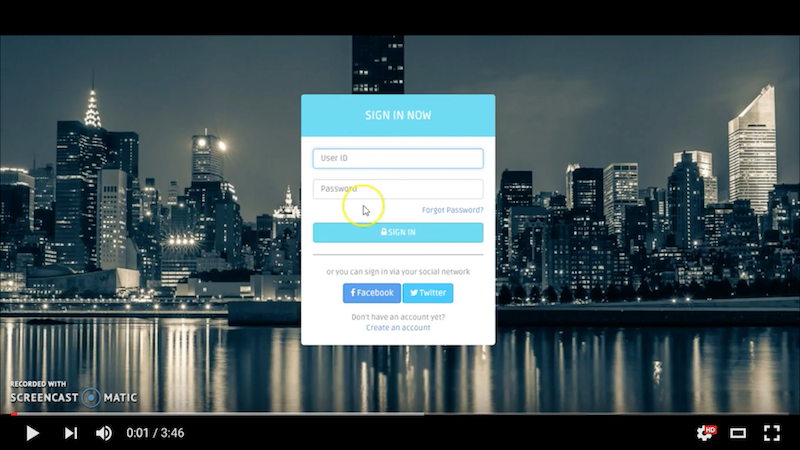 SIGN IN NOW
User ID
Password
Forgot Password?
SIGN IN
or you can sign in via your social network
Facebook
Twitter
Don't have an account yet?
Create an account
RECORDED WITH
SCREENCAST MATIC
0:01 / 3:46
HD